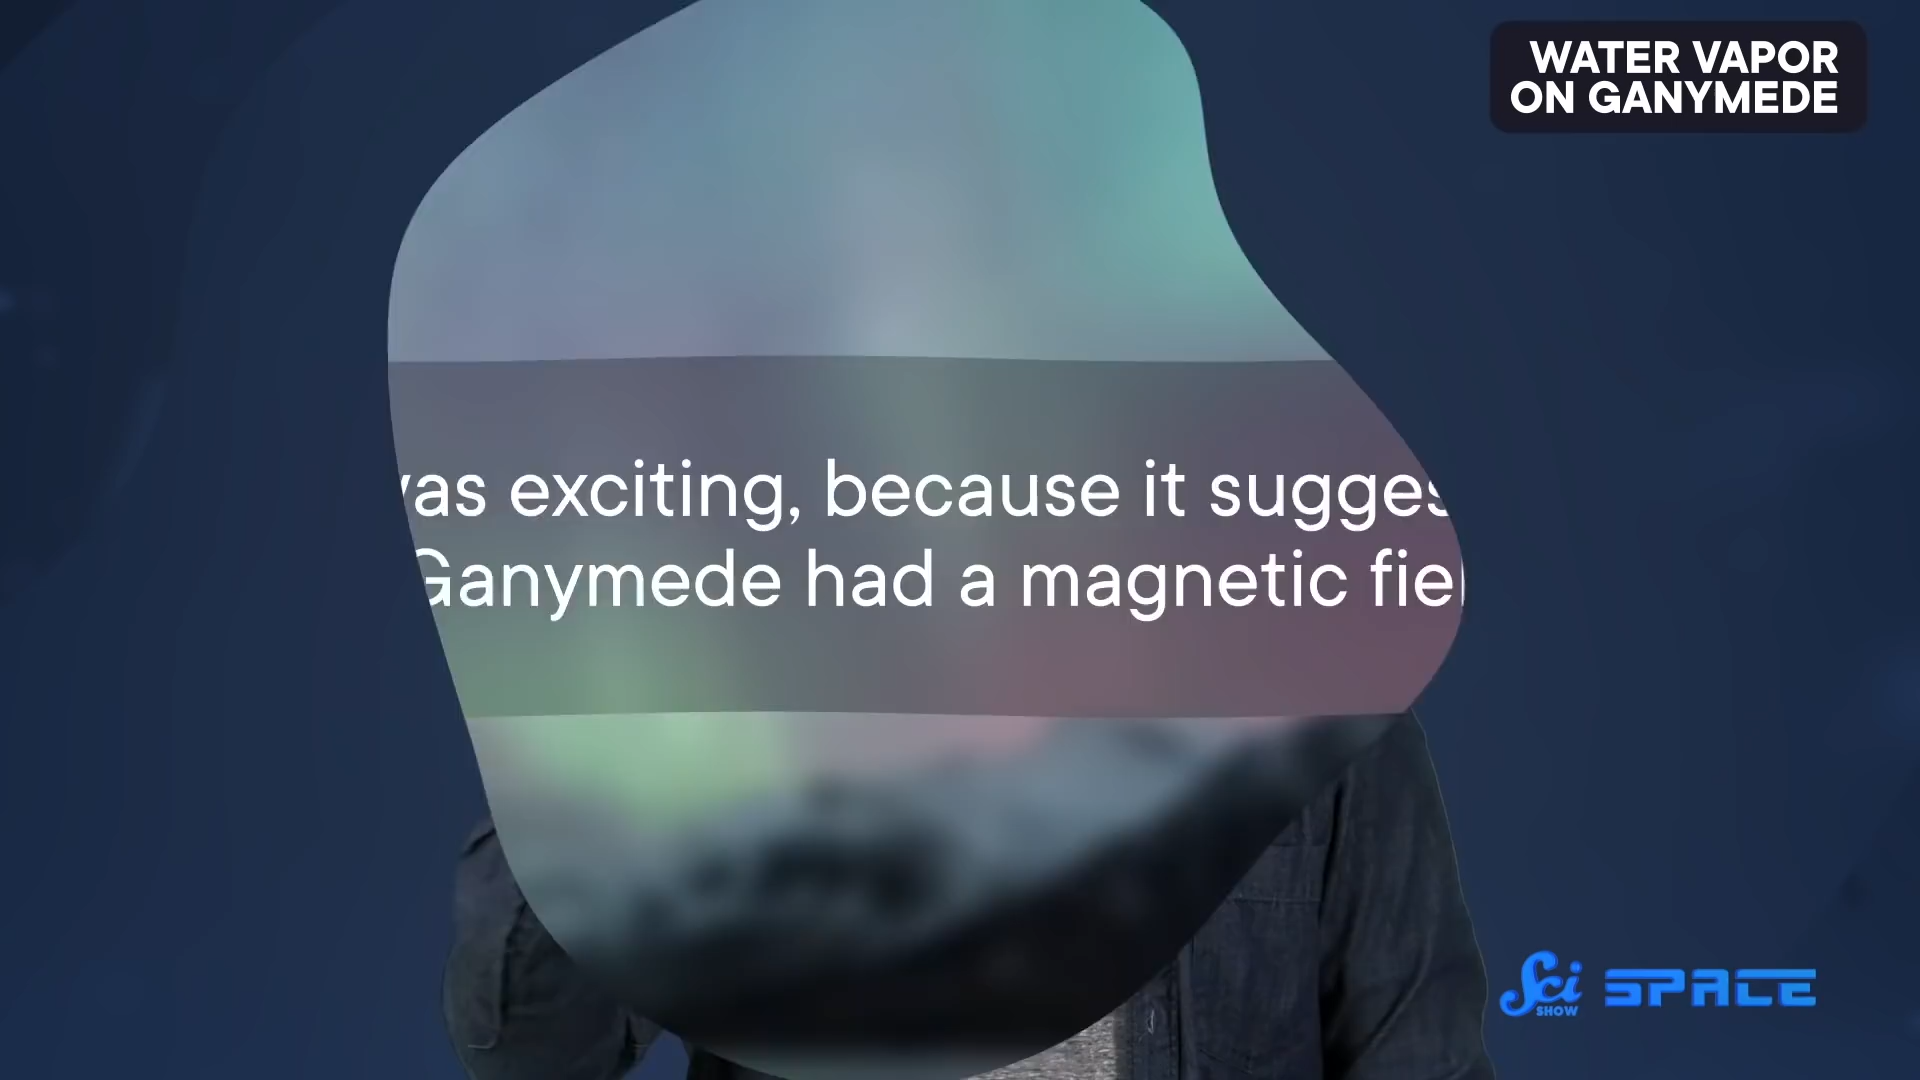 WATER VAPOR
ON GANYMEDE
exciting, because it
Ganymede had a magnetic
Sci
SHOW
SPACE